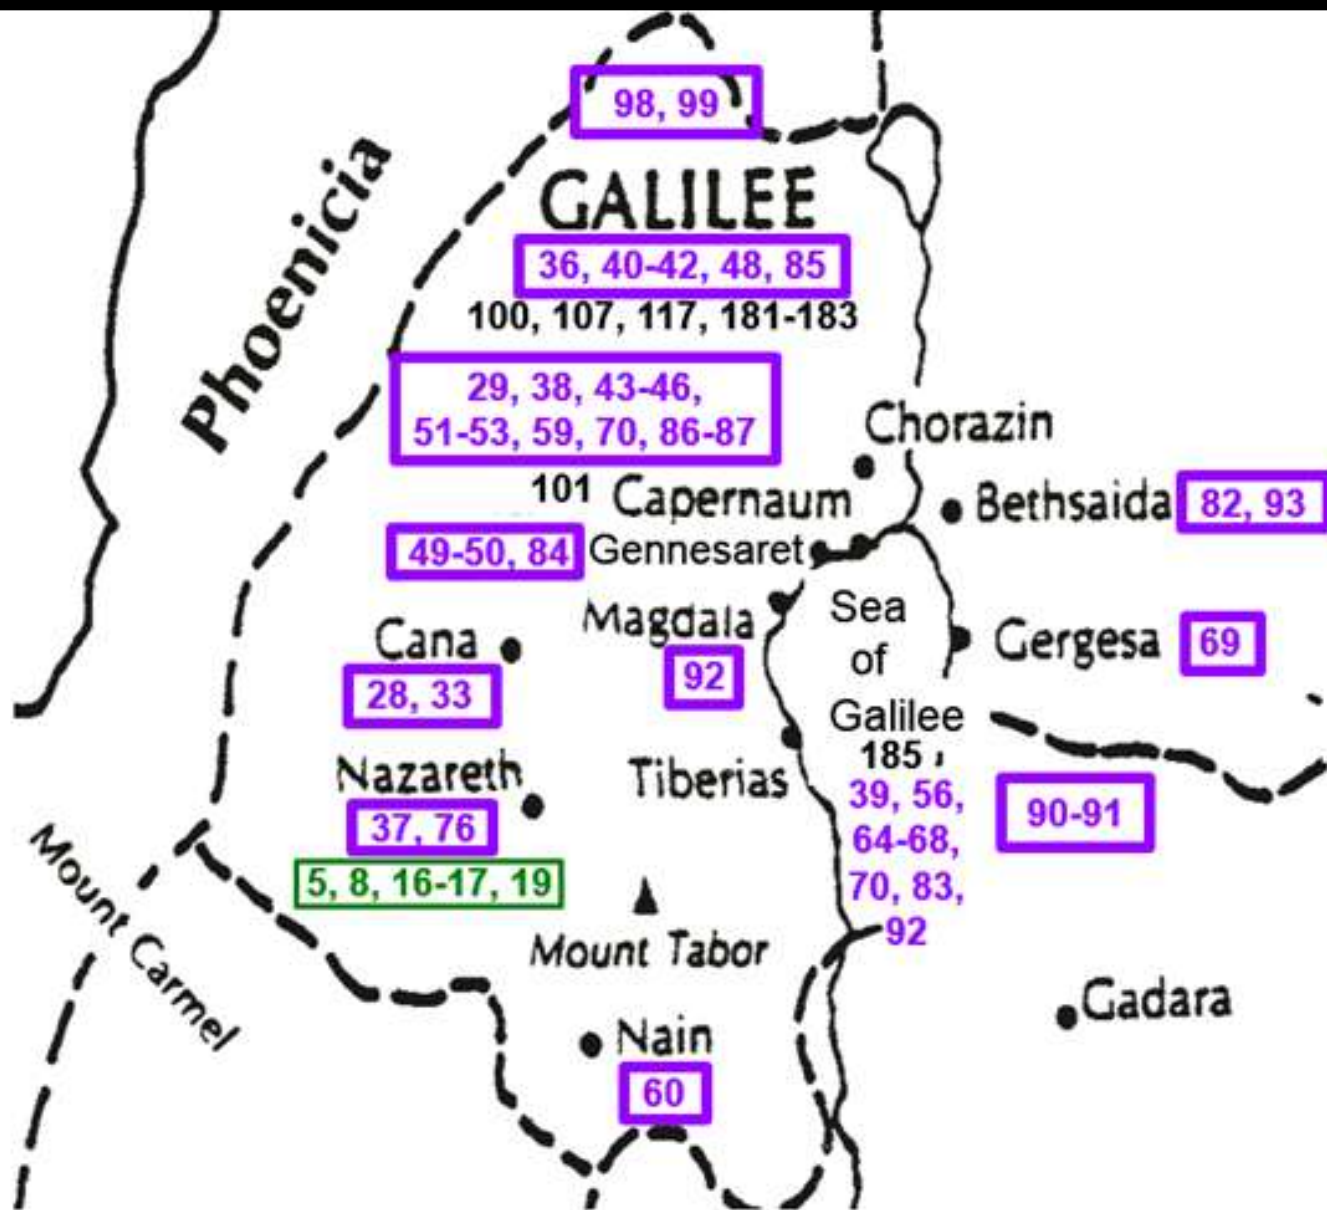 98, 99
Phoenicia
GALILEE
36, 40-42, 48, 85
100, 107, 117, 181-183
29, 38, 43-46,
51-53, 59, 70, 86-87
Chorazin
101 Capernaum
Bethsaida 82, 93
49-50, 84 Gennesaret
Magdala
92
Sea
of
Galilee
185
39, 56,
64-68,
70, 83,
92
Gergesa 69
Cana
28, 33
Nazareth
37, 76
5, 8, 16-17, 19
Tiberias
90-91
Mount Carmel
Mount Tabor
Gadara
Nain
60